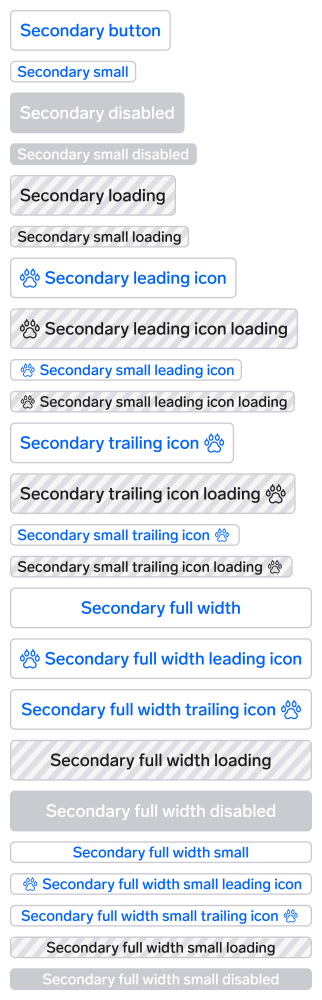 Secondary button
Secondary small
Secondary disabled
Secondary small disabled
Secondary loading
Secondary small loading
Secondary leading icon
Secondary leading icon loading
Secondary small leading icon
Secondary small leading icon loading
Secondary trailing icon
Secondary trailing icon loading
Secondary small trailing icon
Secondary small trailing icon loading
Secondary full width
Secondary full width leading icon
Secondary full width trailing icon
Secondary full width loading
Secondary full width disabled
Secondary full width small
Secondary full width small leading icon
Secondary full width small trailing icon
Secondary full width small loading
Secondary full width small disabled